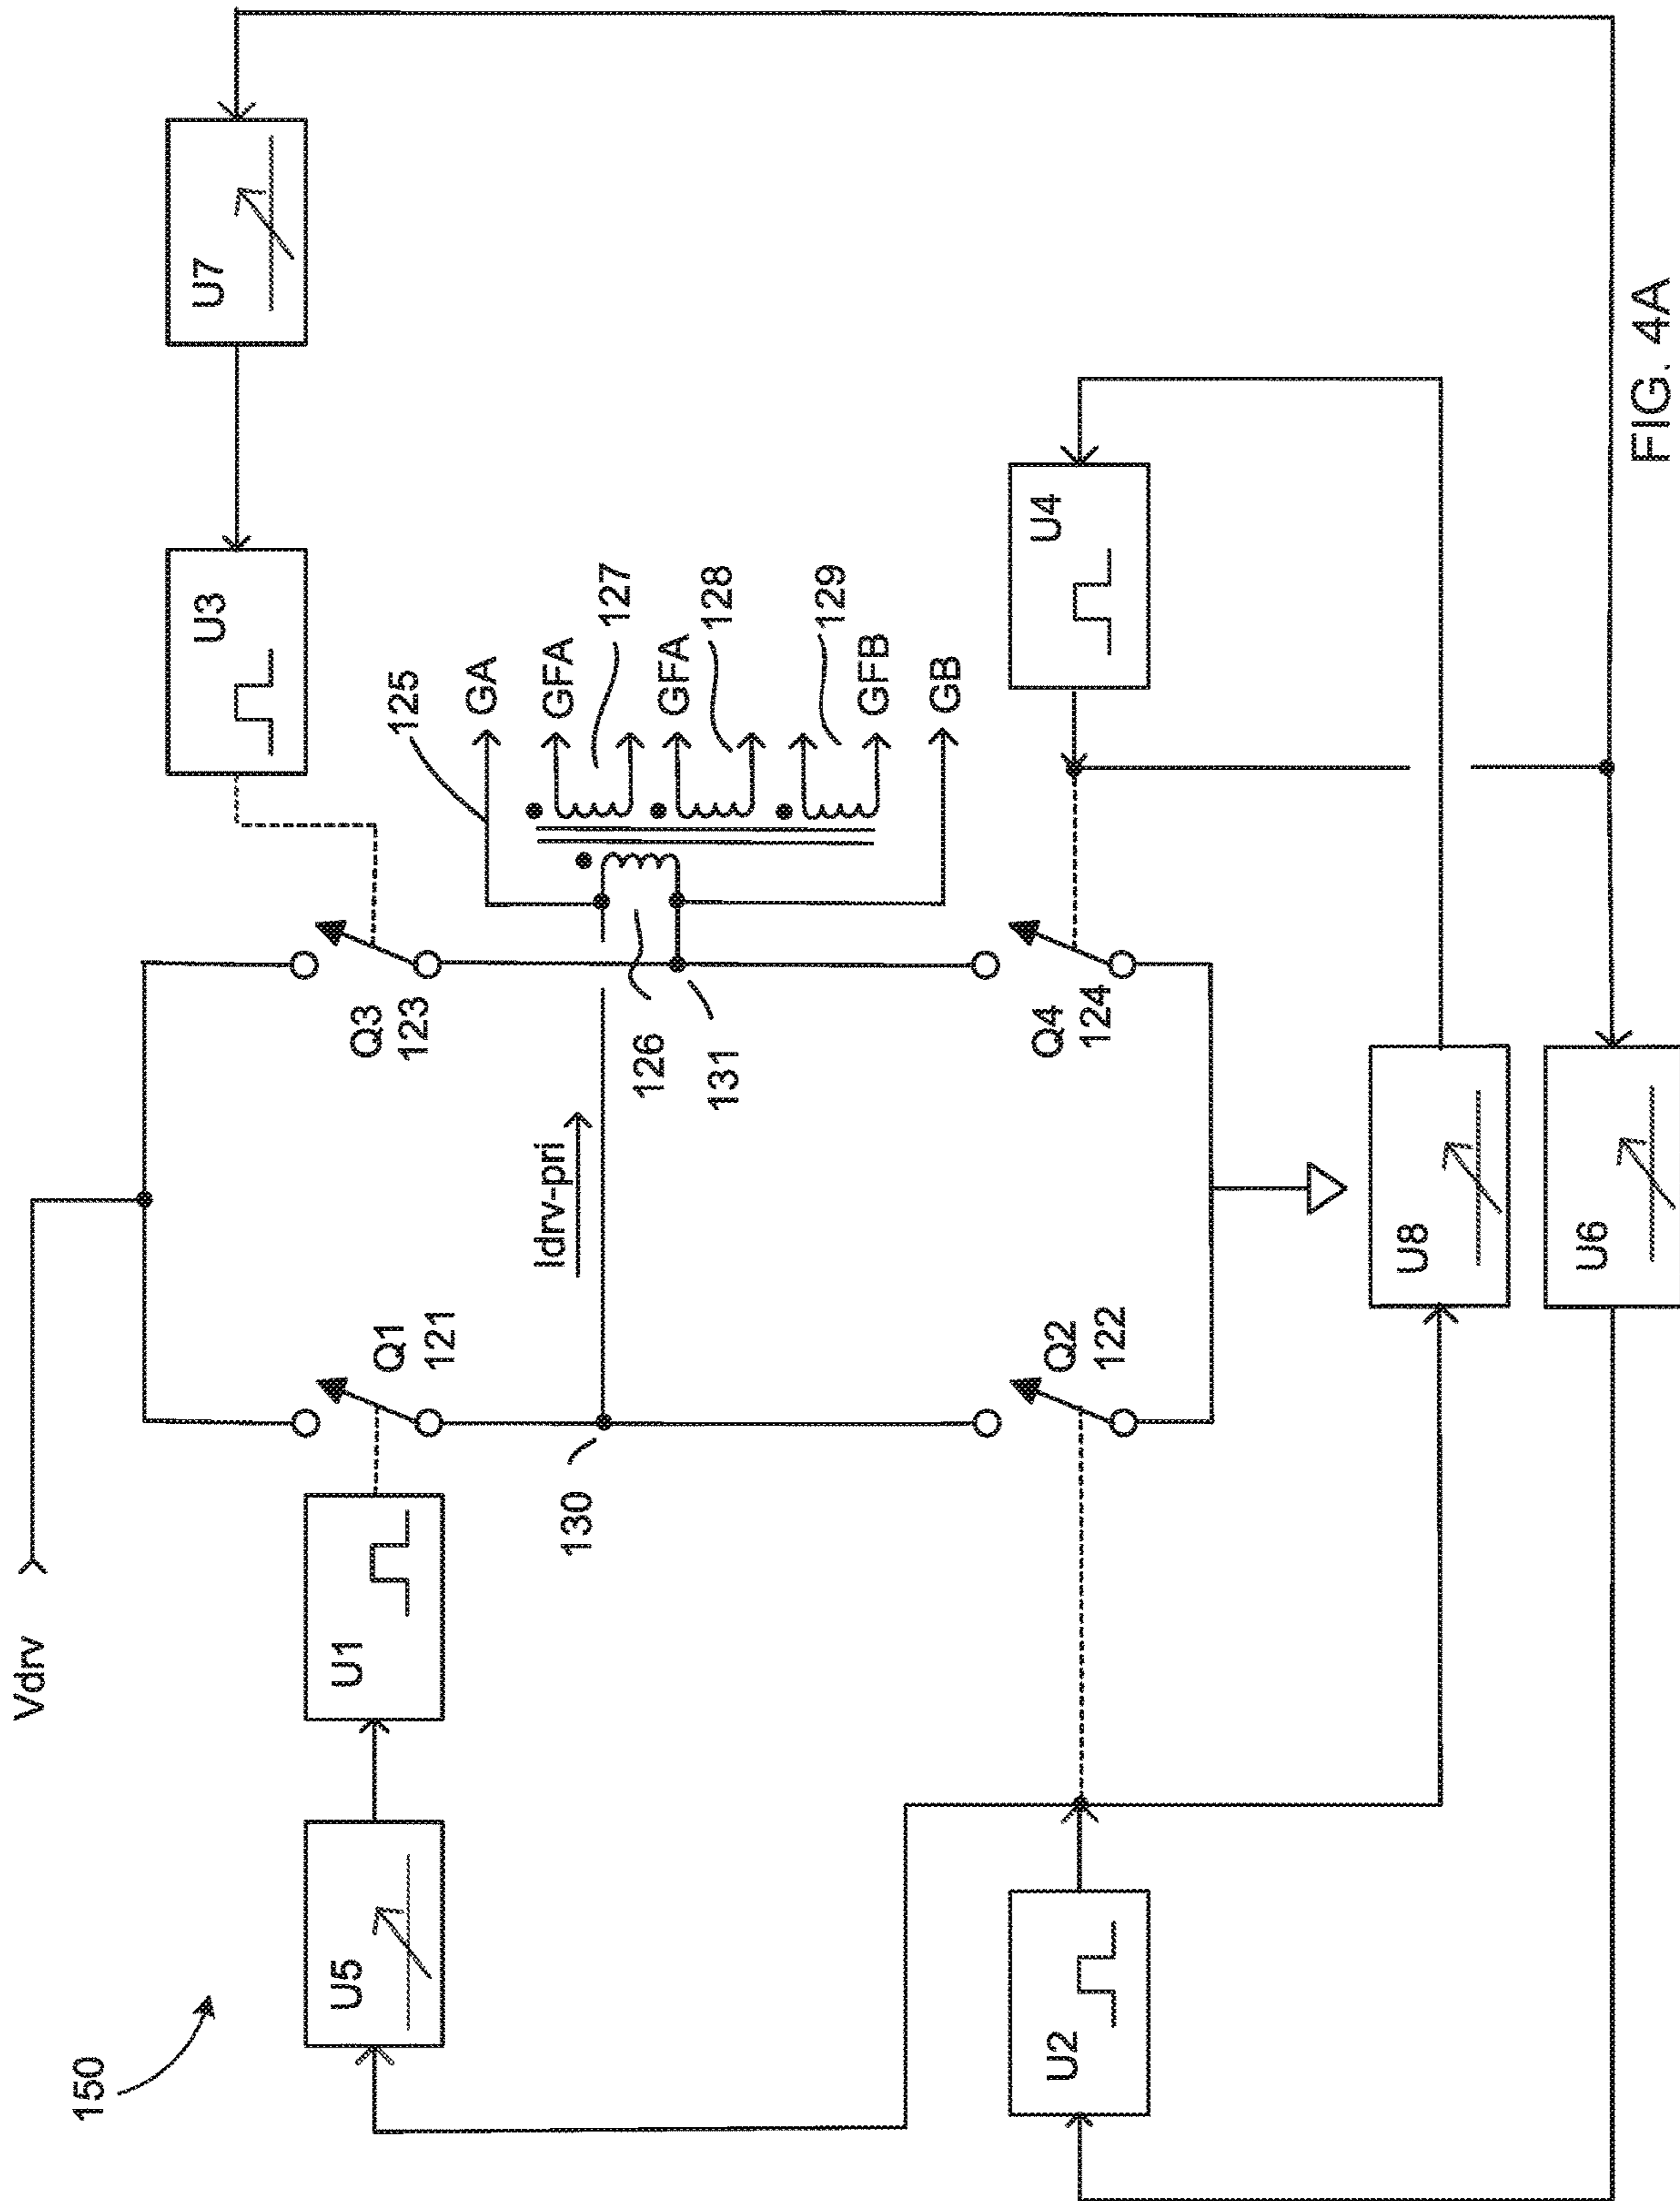 150
Vdrv
U5
U1
Q1
121
Q3
123
U3
U7
130
Idrv-pri
126
131
125
GA
GFA
127
GFA
128
129
GFB
GB
U2
Q2
122
Q4
124
U4
U8
U6
FIG. 4A